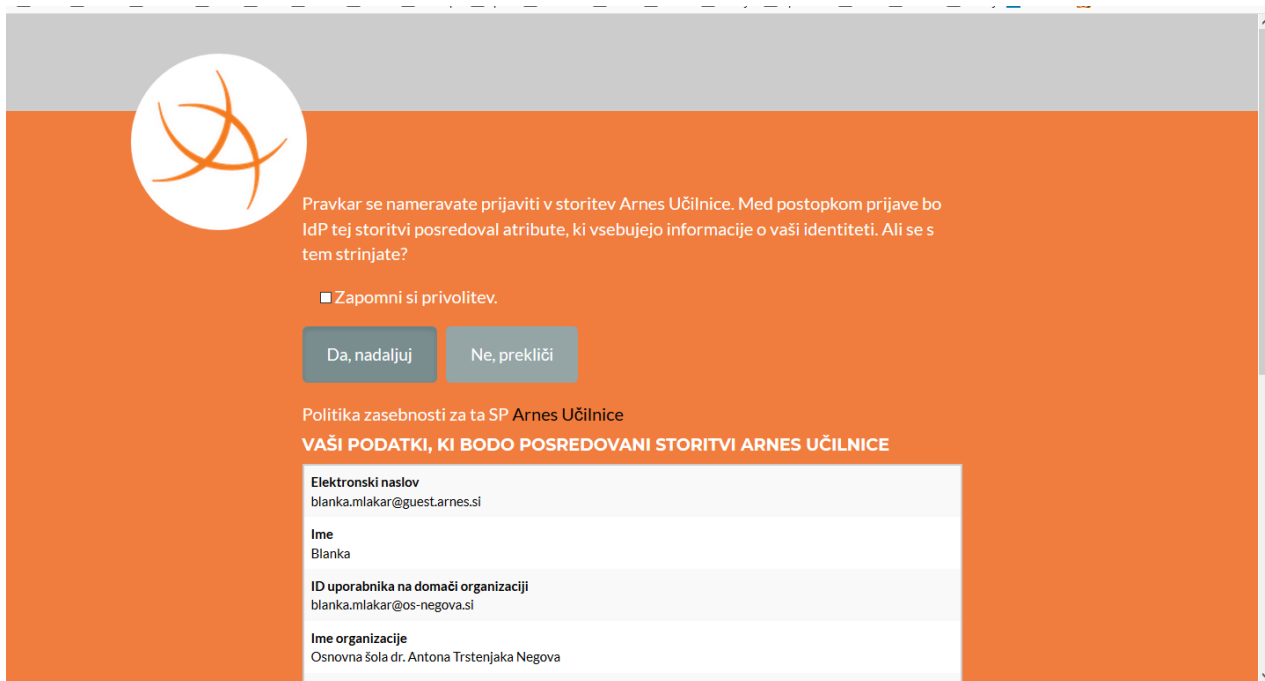 Pravkar se nameravate prijaviti v storitev Arnes Učilnice. Med postopkom prijave bo
IdP tej storitvi posredoval atribute, ki vsebujejo informacije o vaši identiteti. Ali se s
tem strinjate?
Zapomni si privolitev.
Da, nadaljuj
Ne, prekliči
Politika zasebnosti za ta SP Arnes Učilnice
VAŠI PODATKI, KI BODO POSREDOVANI STORITVI ARNES UČILNICE
Elektronski naslov
blanka.mlakar@guest.arnes.si
Ime
Blanka
ID uporabnika na domači organizaciji
blanka.mlakar@os-negova.si
Ime organizacije
Osnovna šola dr. Antona Trstenjaka Negova